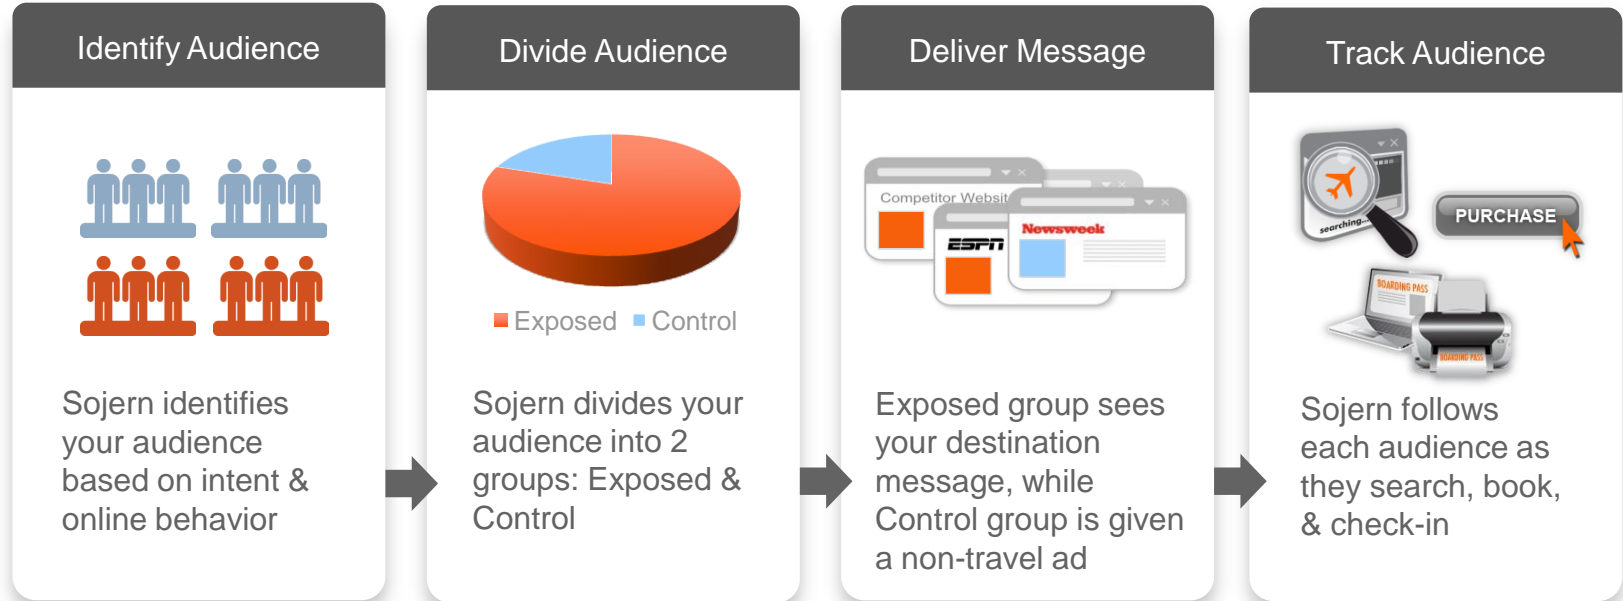 Identify Audience
Sojern identifies
your audience
based on intent &
online behavior
Divide Audience
Exposed
Control
Sojern divides your
audience into 2
groups: Exposed &
Control
Deliver Message
Competitor Websit
ESPN
Newsweek
Exposed group sees
your destination
message, while
Control group is given
a non-travel ad
Track Audience
searching...
PURCHASE
BOARDING PASS
BOARDING PASS
Sojern follows
each audience as
they search, book,
& check-in